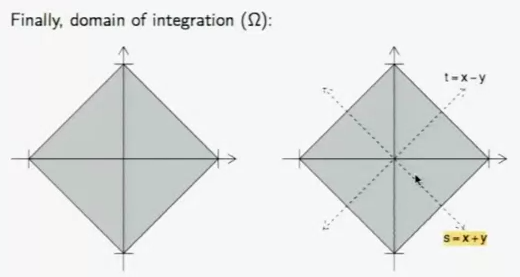 Finally, domain of integration (Ω):
t=x-y
s=x+y